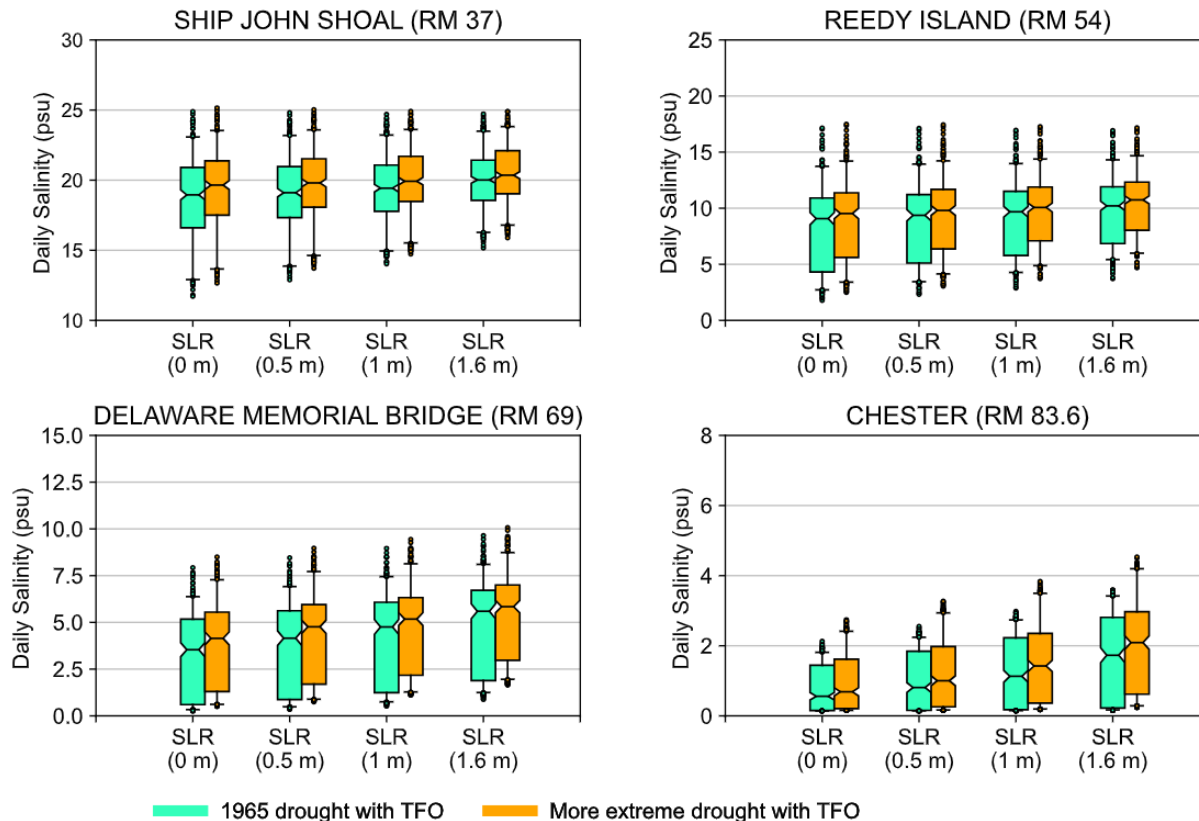 SHIP JOHN SHOAL (RM 37)
Daily Salinity (psu)
30
25
20
15
10
SLR SLR SLR SLR
(0 m) (0.5 m) (1 m) (1.6 m)
REEDY ISLAND (RM 54)
Daily Salinity (psu)
25
20
15
10
5
0
SLR SLR SLR SLR
(0 m) (0.5 m) (1 m) (1.6 m)
DELAWARE MEMORIAL BRIDGE (RM 69)
Daily Salinity (psu)
15.0
12.5
10.0
7.5
5.0
2.5
0.0
SLR SLR SLR SLR
(0 m) (0.5 m) (1 m) (1.6 m)
CHESTER (RM 83.6)
Daily Salinity (psu)
8
6
4
2
0
SLR SLR SLR SLR
(0 m) (0.5 m) (1 m) (1.6 m)
1965 drought with TFO More extreme drought with TFO